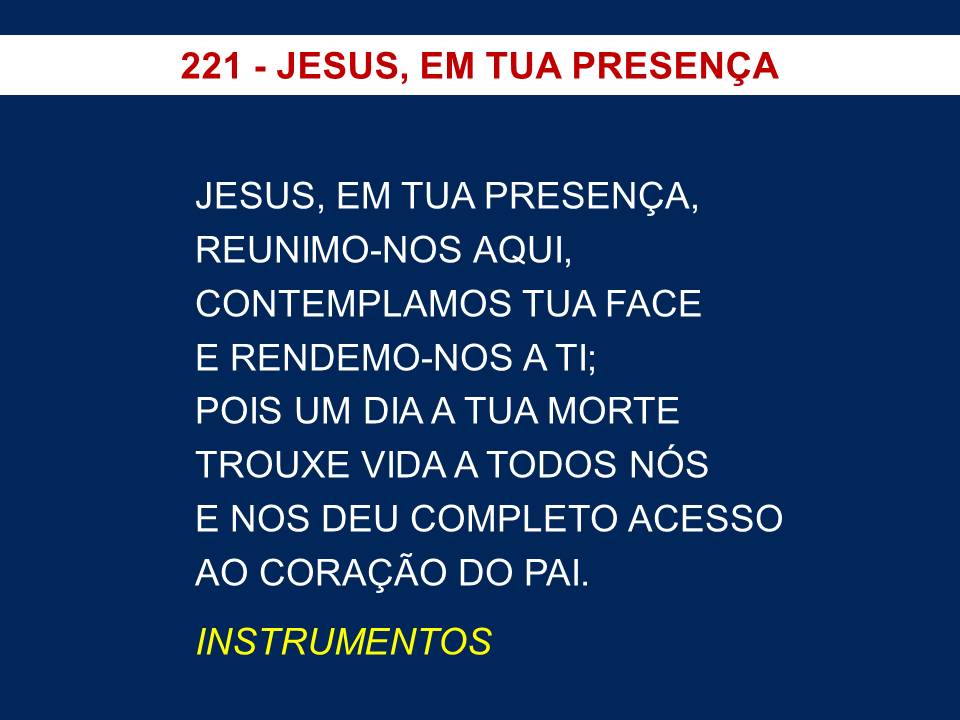 221 - JESUS, EM TUA PRESENÇA
JESUS, EM TUA PRESENÇA,
REUNIMO-NOS AQUI,
CONTEMPLAMOS TUA FACE
E RENDEMO-NOS A TI;
POIS UM DIA A TUA MORTE
TROUXE VIDA A TODOS NÓS
E NOS DEU COMPLETO ACESSO
AO CORAÇÃO DO PAI.
INSTRUMENTOS